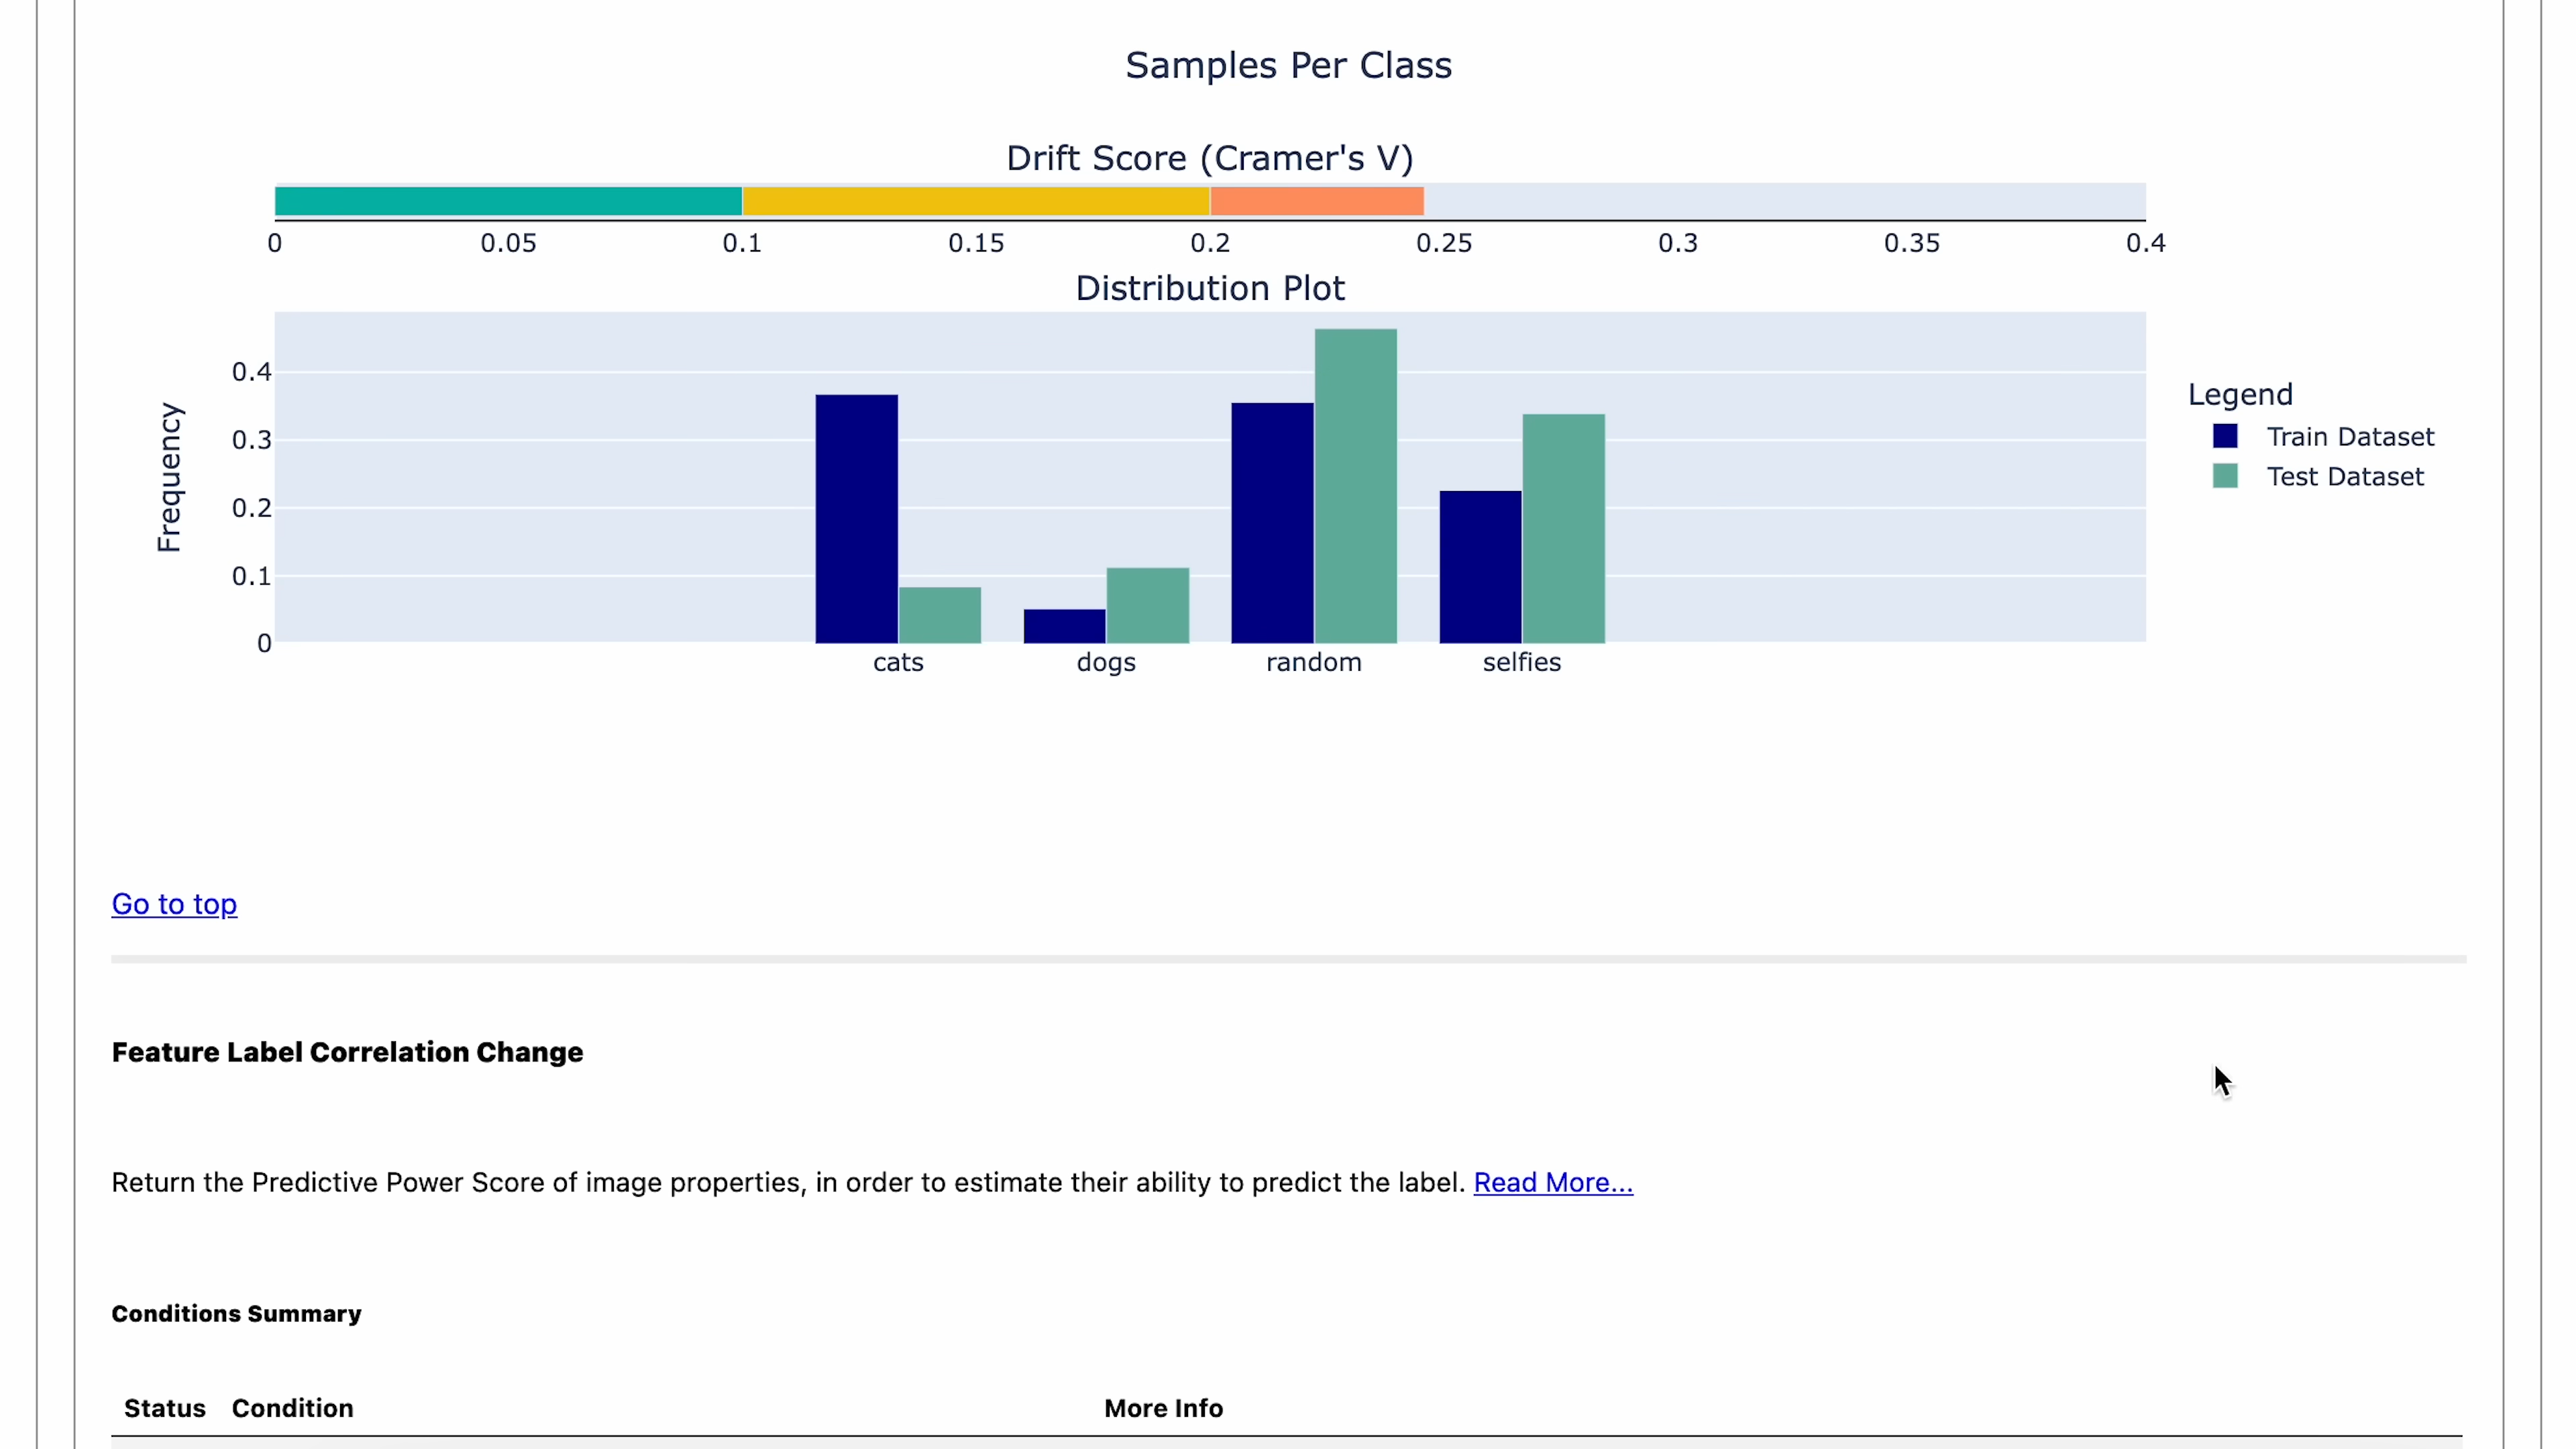 Samples Per Class
Drift Score (Cramer's V)
0 0.05 0.1 0.15 0.2 0.25 0.3 0.35 0.4
Distribution Plot
Frequency
0.4
0.3
0.2
0.1
0
cats dogs random selfies
Legend
Train Dataset
Test Dataset
Go to top
Feature Label Correlation Change
Return the Predictive Power Score of image properties, in order to estimate their ability to predict the label. Read More...
Conditions Summary
Status Condition More Info